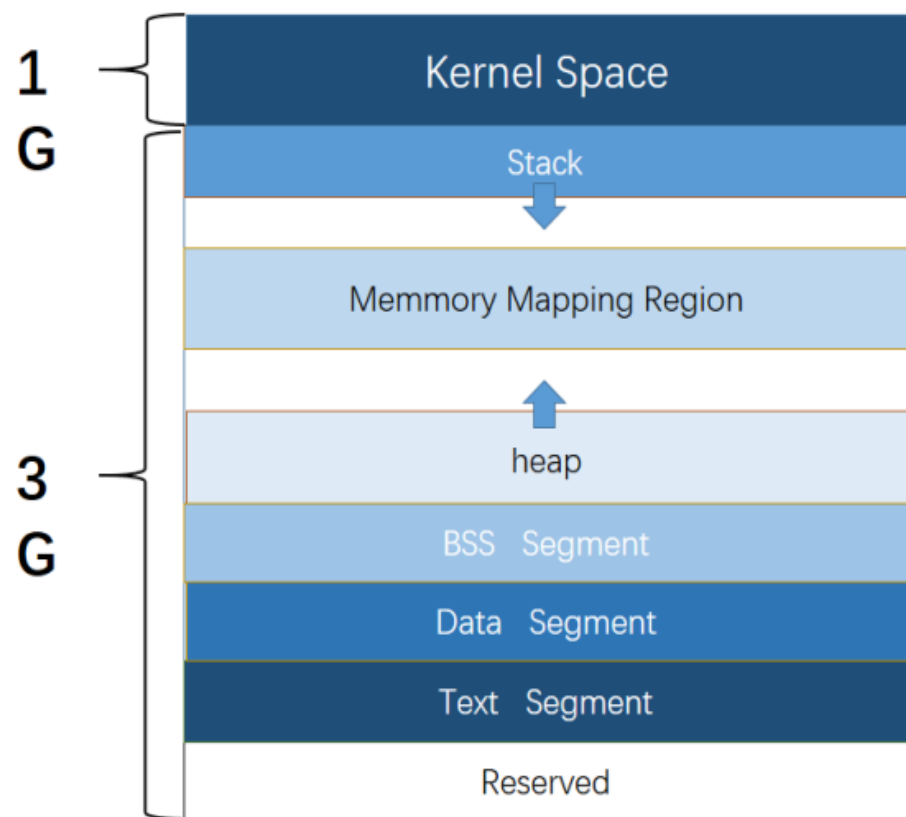 1
G
Kernel Space
Stack
Memmory Mapping Region
3
G
heap
BSS Segment
Data Segment
Text Segment
Reserved